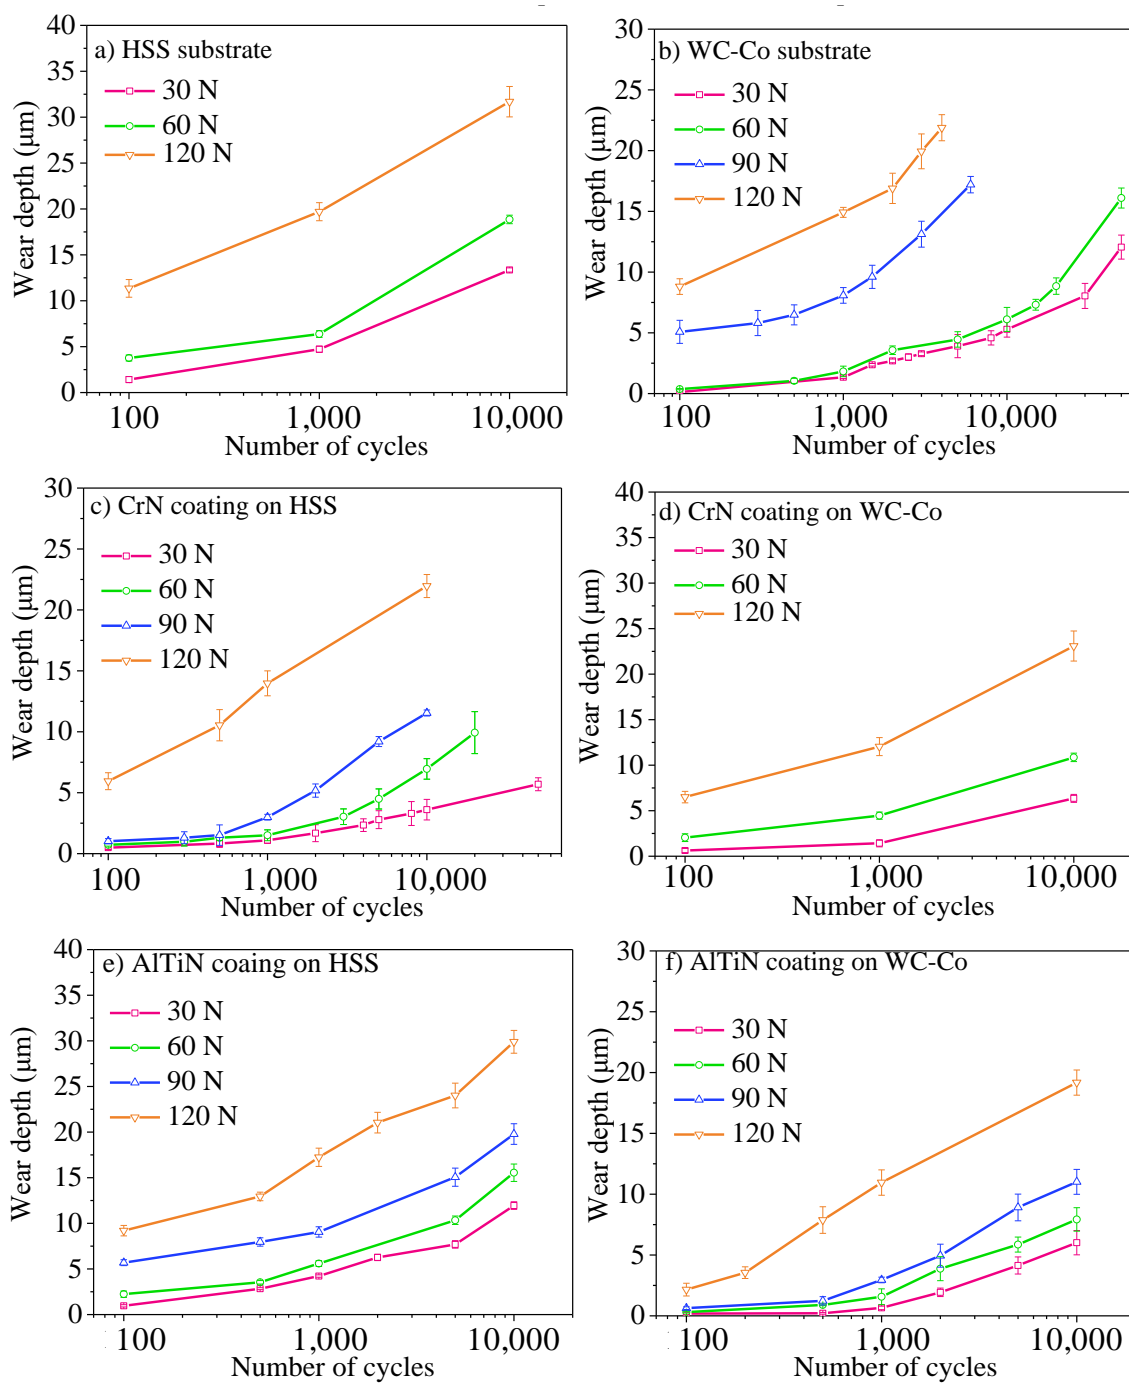 a) HSS substrate
30 N
60 N
120 N
Wear depth (μm)
40
35
30
25
20
15
10
5
0
100
1,000
10,000
Number of cycles
b) WC-Co substrate
30 N
60 N
90 N
120 N
Wear depth (μm)
30
25
20
15
10
5
0
100
1,000
10,000
Number of cycles
c) CrN coating on HSS
30 N
60 N
90 N
120 N
Wear depth (μm)
30
25
20
15
10
5
0
100
1,000
10,000
Number of cycles
d) CrN coating on WC-Co
30 N
60 N
120 N
Wear depth (μm)
40
35
30
25
20
15
10
5
0
100
1,000
10,000
Number of cycles
e) AlTiN coaing on HSS
30 N
60 N
90 N
120 N
Wear depth (μm)
40
35
30
25
20
15
10
5
0
100
1,000
10,000
Number of cycles
f) AlTiN coating on WC-Co
30 N
60 N
90 N
120 N
Wear depth (μm)
30
25
20
15
10
5
0
100
1,000
10,000
Number of cycles